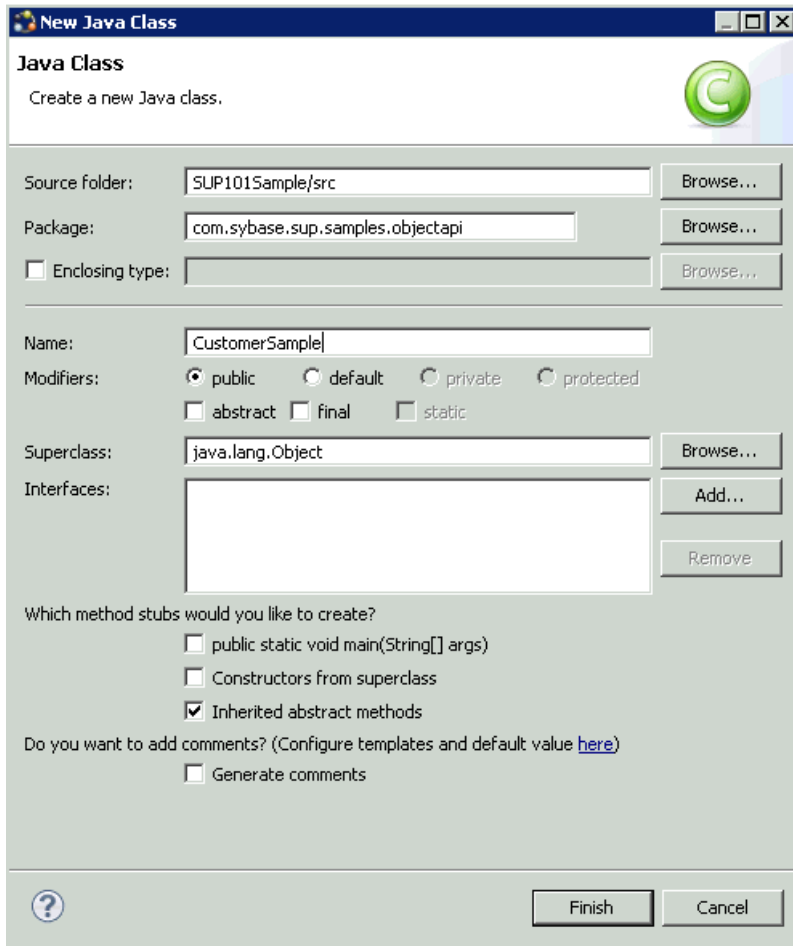 New Java Class
Java Class
Create a new Java class.
C
Source folder: SUP101Sample/src Browse...
Package: com.sybase.sup.samples.objectapi Browse...
Enclosing type: Browse...
Name: CustomerSample
Modifiers: public default private protected
abstract final static
Superclass: java.lang.Object Browse...
Interfaces: Add...
Remove
Which method stubs would you like to create?
public static void main(String[] args)
Constructors from superclass
Inherited abstract methods
Do you want to add comments? (Configure templates and default value here)
Generate comments
? Finish Cancel